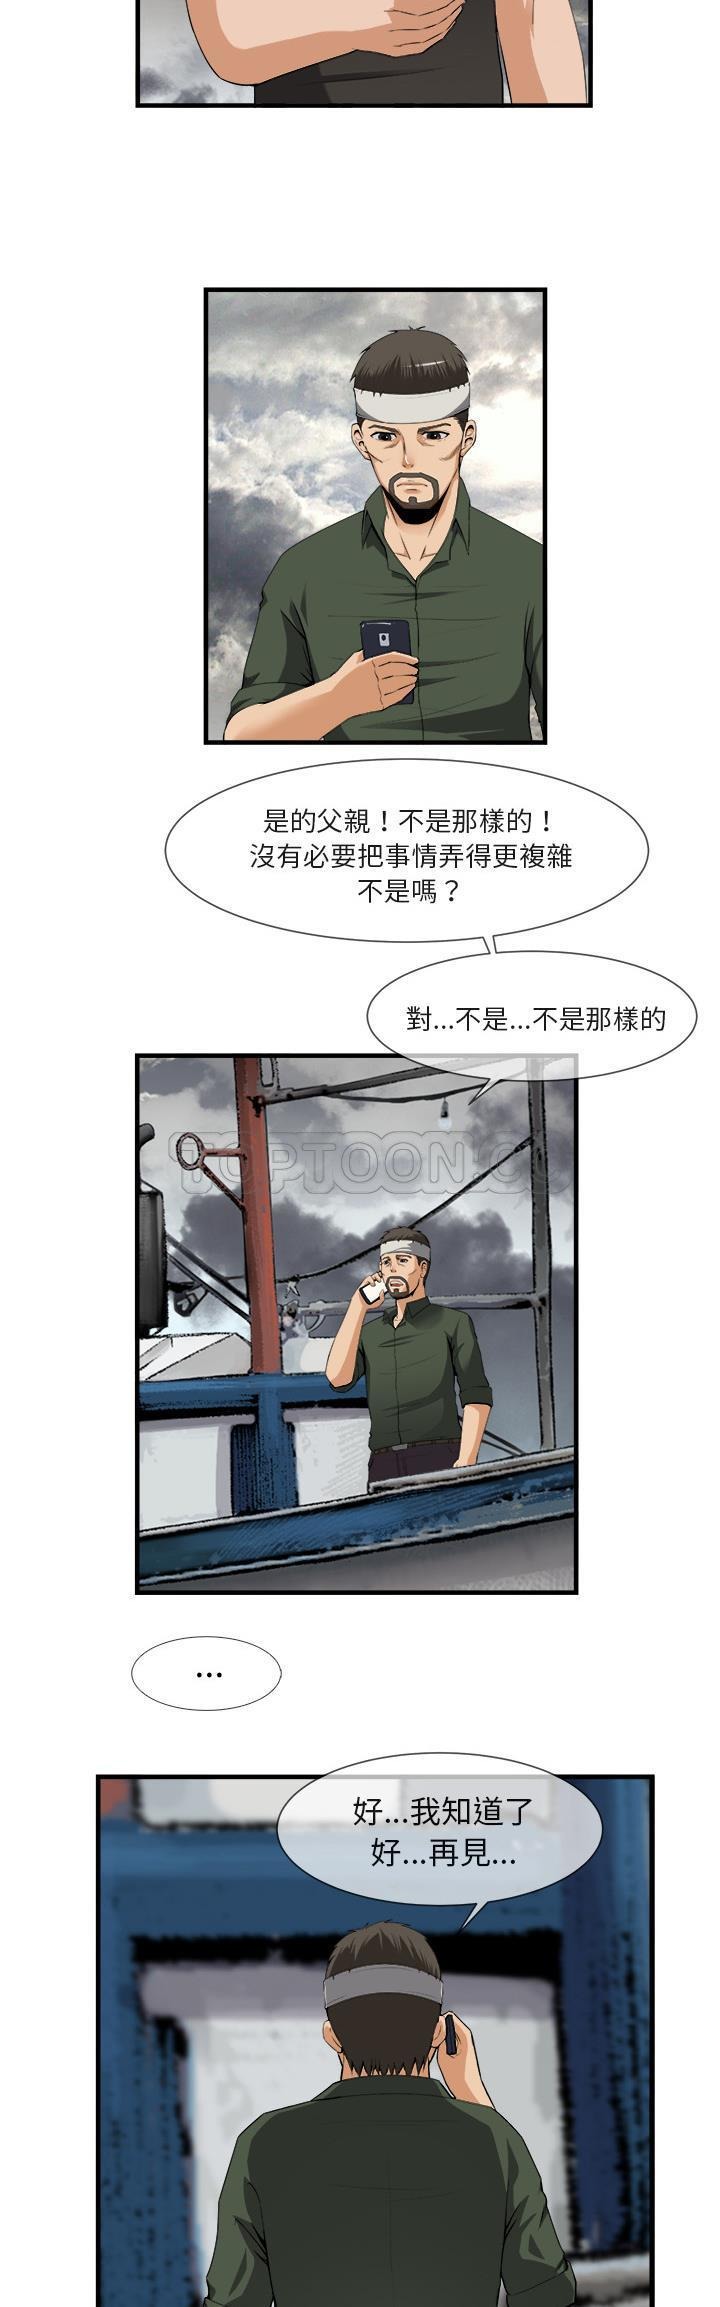 是的父親！不是那樣的！
沒有必要把事情弄得更複雜
不是嗎？
對...不是...不是那樣的
TOPTOON.CO
...
好...我知道了
好...再見...